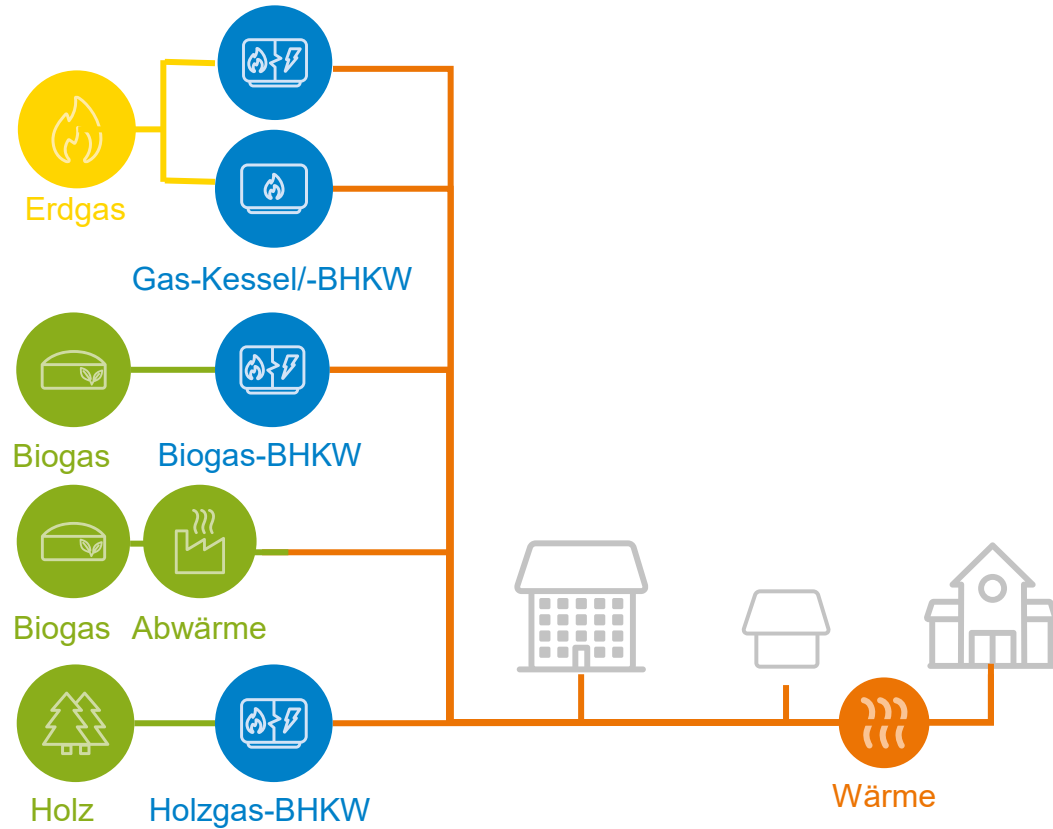 Erdgas
Gas-Kessel/-BHKW
Biogas
Biogas-BHKW
Biogas
Abwärme
Holz
Holzgas-BHKW
Wärme